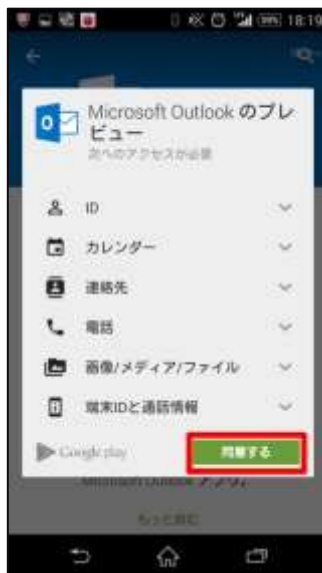 99%
18:19
Microsoft Outlook のプレ
ビュー
次へのアクセスが必要
ID
カレンダー
連絡先
電話
画像/メディア/ファイル
端末IDと通話情報
Google play
同意する
Microsoft Outlook アプリ。
もっと読む